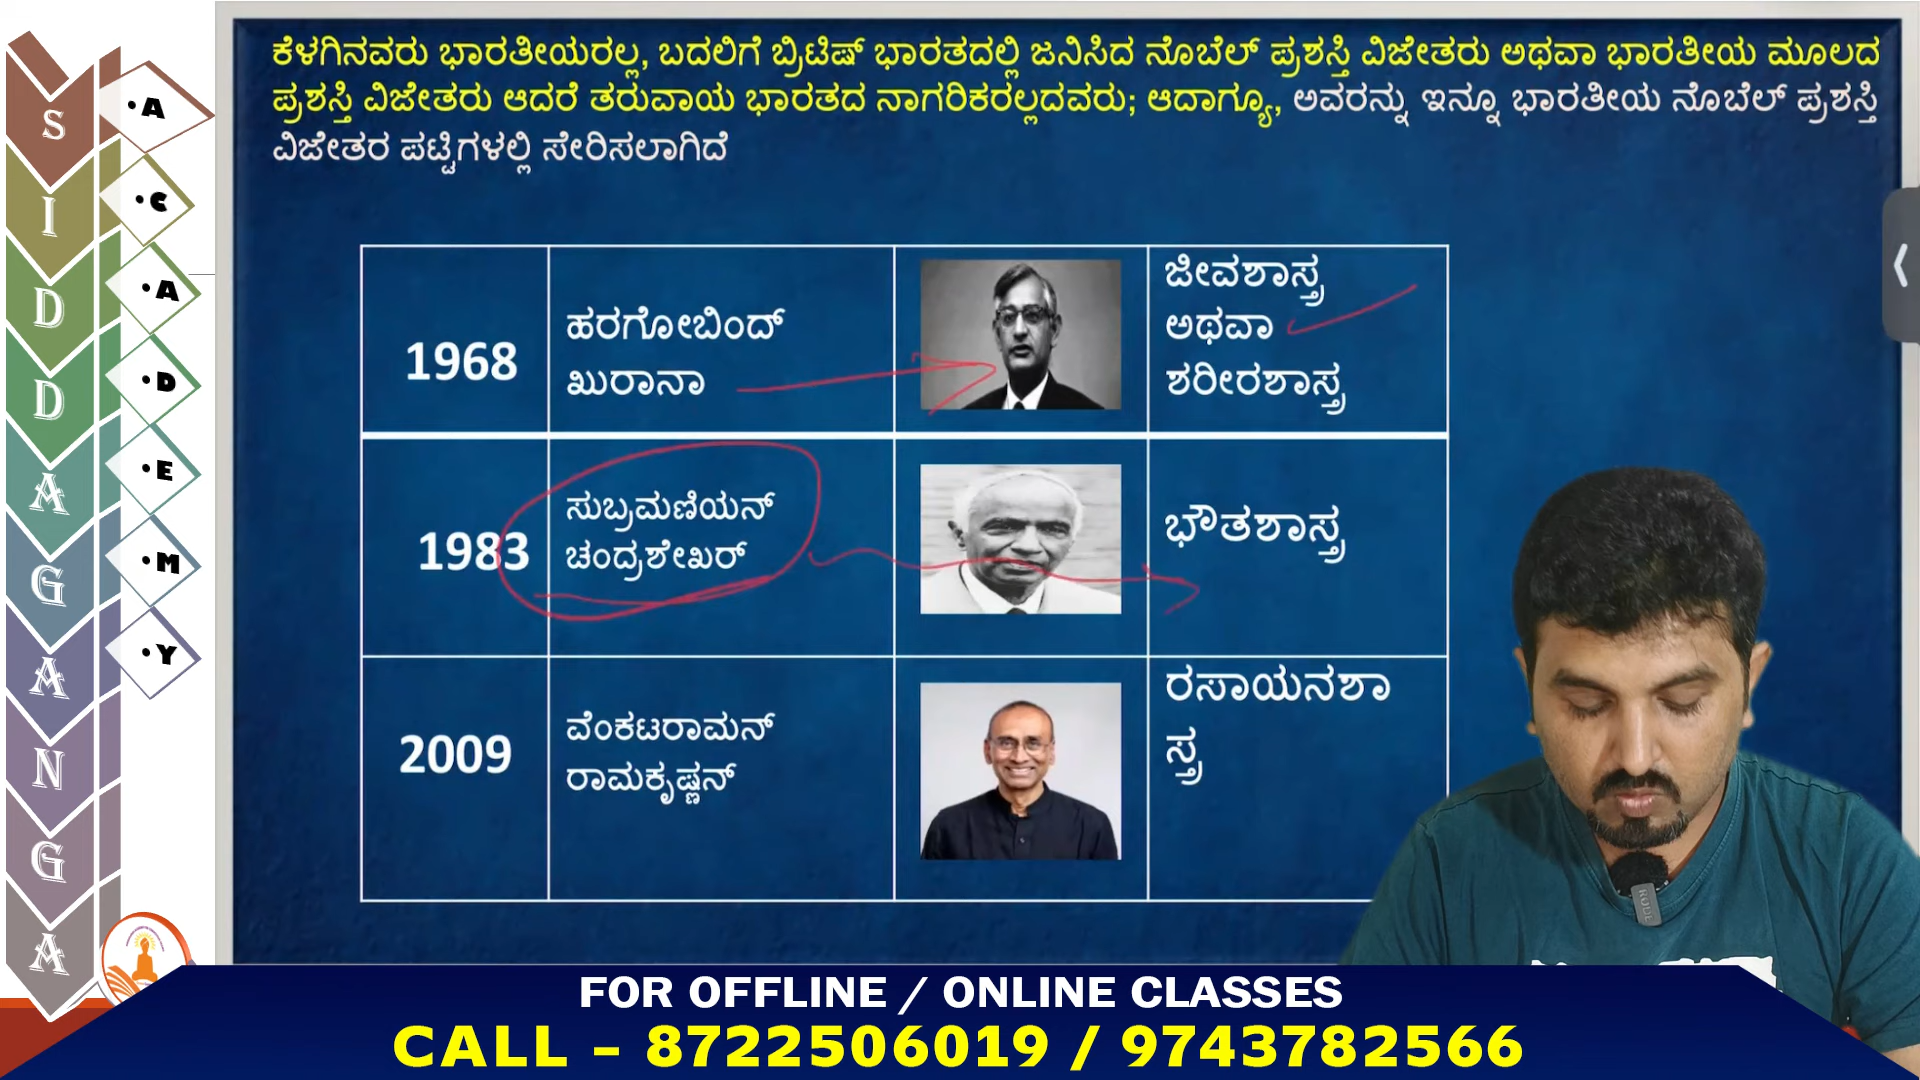 ಕೆಳಗಿನವರು ಭಾರತೀಯರಲ್ಲ, ಬದಲಿಗೆ ಬ್ರಿಟಿಷ್ ಭಾರತದಲ್ಲಿ ಜನಿಸಿದ ನೊಬೆಲ್ ಪ್ರಶಸ್ತಿ ವಿಜೇತರು ಅಥವಾ ಭಾರತೀಯ ಮೂಲದ
ಪ್ರಶಸ್ತಿ ವಿಜೇತರು ಆದರೆ ತರುವಾಯ ಭಾರತದ ನಾಗರಿಕರಲ್ಲದವರು; ಆದಾಗ್ಯೂ, ಅವರನ್ನು ಇನ್ನೂ ಭಾರತೀಯ ನೊಬೆಲ್ ಪ್ರಶಸ್ತಿ
ವಿಜೇತರ ಪಟ್ಟಿಗಳಲ್ಲಿ ಸೇರಿಸಲಾಗಿದೆ
1968
ಹರಗೋಬಿಂದ್
ಖುರಾನಾ
ಜೀವಶಾಸ್ತ್ರ
ಅಥವಾ
ಶರೀರಶಾಸ್ತ್ರ
1983
ಸುಬ್ರಮಣಿಯನ್
ಚಂದ್ರಶೇಖರ್
ಭೌತಶಾಸ್ತ್ರ
2009
ವೆಂಕಟರಾಮನ್
ರಾಮಕೃಷ್ಣನ್
ರಸಾಯನಶಾ
ಸ್ತ್ರ
S
I
D
D
A
G
A
N
G
A
• A
• C
• A
• D
• E
• M
• Y
RODE
FOR OFFLINE / ONLINE CLASSES
CALL – 8722506019 / 9743782566